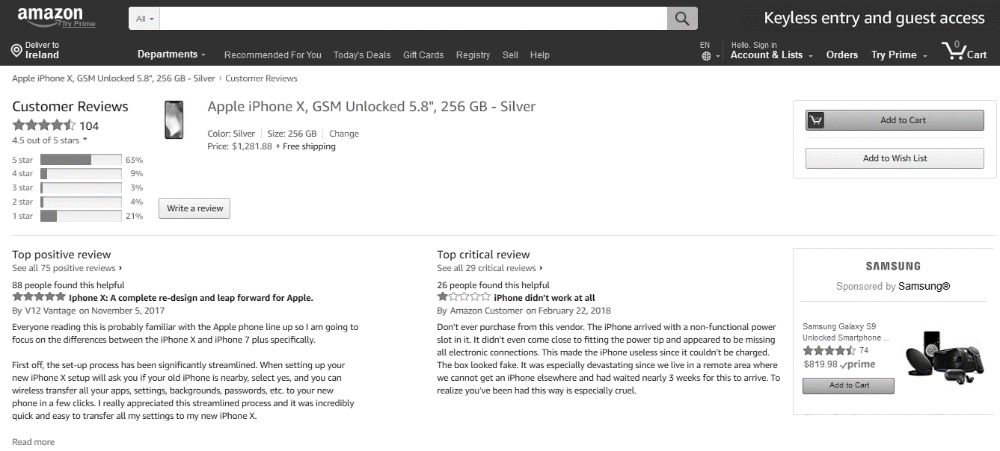 amazon
Try Prime
All
Keyless entry and guest access
Deliver to
Ireland
Departments
Recommended For You
Today's Deals
Gift Cards
Registry
Sell
Help
EN
Hello. Sign in
Account & Lists
Orders
Try Prime
0
Cart
Apple iPhone X, GSM Unlocked 5.8", 256 GB - Silver › Customer Reviews
Customer Reviews
104
4.5 out of 5 stars
5 star 63%
4 star 9%
3 star 3%
2 star 4%
1 star 21%
Apple iPhone X, GSM Unlocked 5.8", 256 GB - Silver
Color: Silver | Size: 256 GB | Change
Price: $1,281.88 + Free shipping
Write a review
Add to Cart
Add to Wish List
Top positive review
See all 75 positive reviews ›
88 people found this helpful
Iphone X: A complete re-design and leap forward for Apple.
By V12 Vantage on November 5, 2017
Everyone reading this is probably familiar with the Apple phone line up so I am going to
focus on the differences between the iPhone X and iPhone 7 plus specifically.
First off, the set-up process has been significantly streamlined. When setting up your
new iPhone X setup will ask you if your old iPhone is nearby, select yes, and you can
wireless transfer all your apps, settings, backgrounds, passwords, etc. to your new
phone in a few clicks. I really appreciated this streamlined process and it was incredibly
quick and easy to transfer all my settings to my new iPhone X.
Read more
Top critical review
See all 29 critical reviews ›
26 people found this helpful
iPhone didn't work at all
By Amazon Customer on February 22, 2018
Don't ever purchase from this vendor. The iPhone arrived with a non-functional power
slot in it. It didn't even come close to fitting the power tip and appeared to be missing
all electronic connections. This made the iPhone useless since it couldn't be charged.
The box looked fake. It was especially devastating since we live in a remote area where
we cannot get an iPhone elsewhere and had waited nearly 3 weeks for this to arrive. To
realize you've been had this way is especially cruel.
SAMSUNG
Sponsored by Samsung®
Samsung Galaxy S9
Unlocked Smartphone ...
74
$819.98 prime
Add to Cart